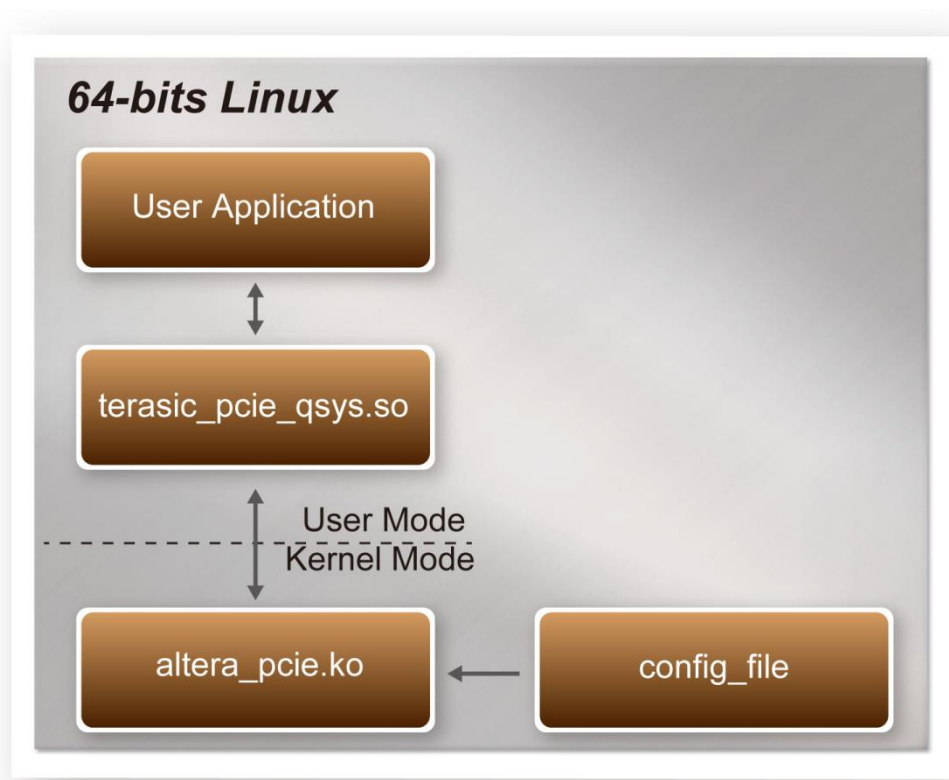 64-bits Linux
User Application
terasic_pcie_qsys.so
User Mode
Kernel Mode
altera_pcie.ko
config_file